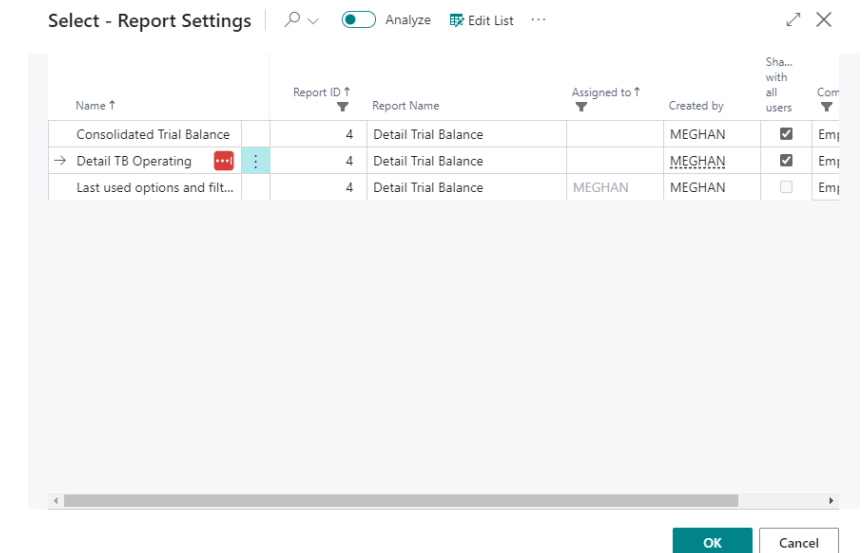 Select - Report Settings Analyze Edit List ...
Sha...
with
all
users
Name ↑ Report ID ↑ Report Name Assigned to ↑ Created by Com
Consolidated Trial Balance 4 Detail Trial Balance MEGHAN Emp
→ Detail TB Operating 4 Detail Trial Balance MEGHAN Emp
Last used options and filt... 4 Detail Trial Balance MEGHAN MEGHAN Emp
OK Cancel